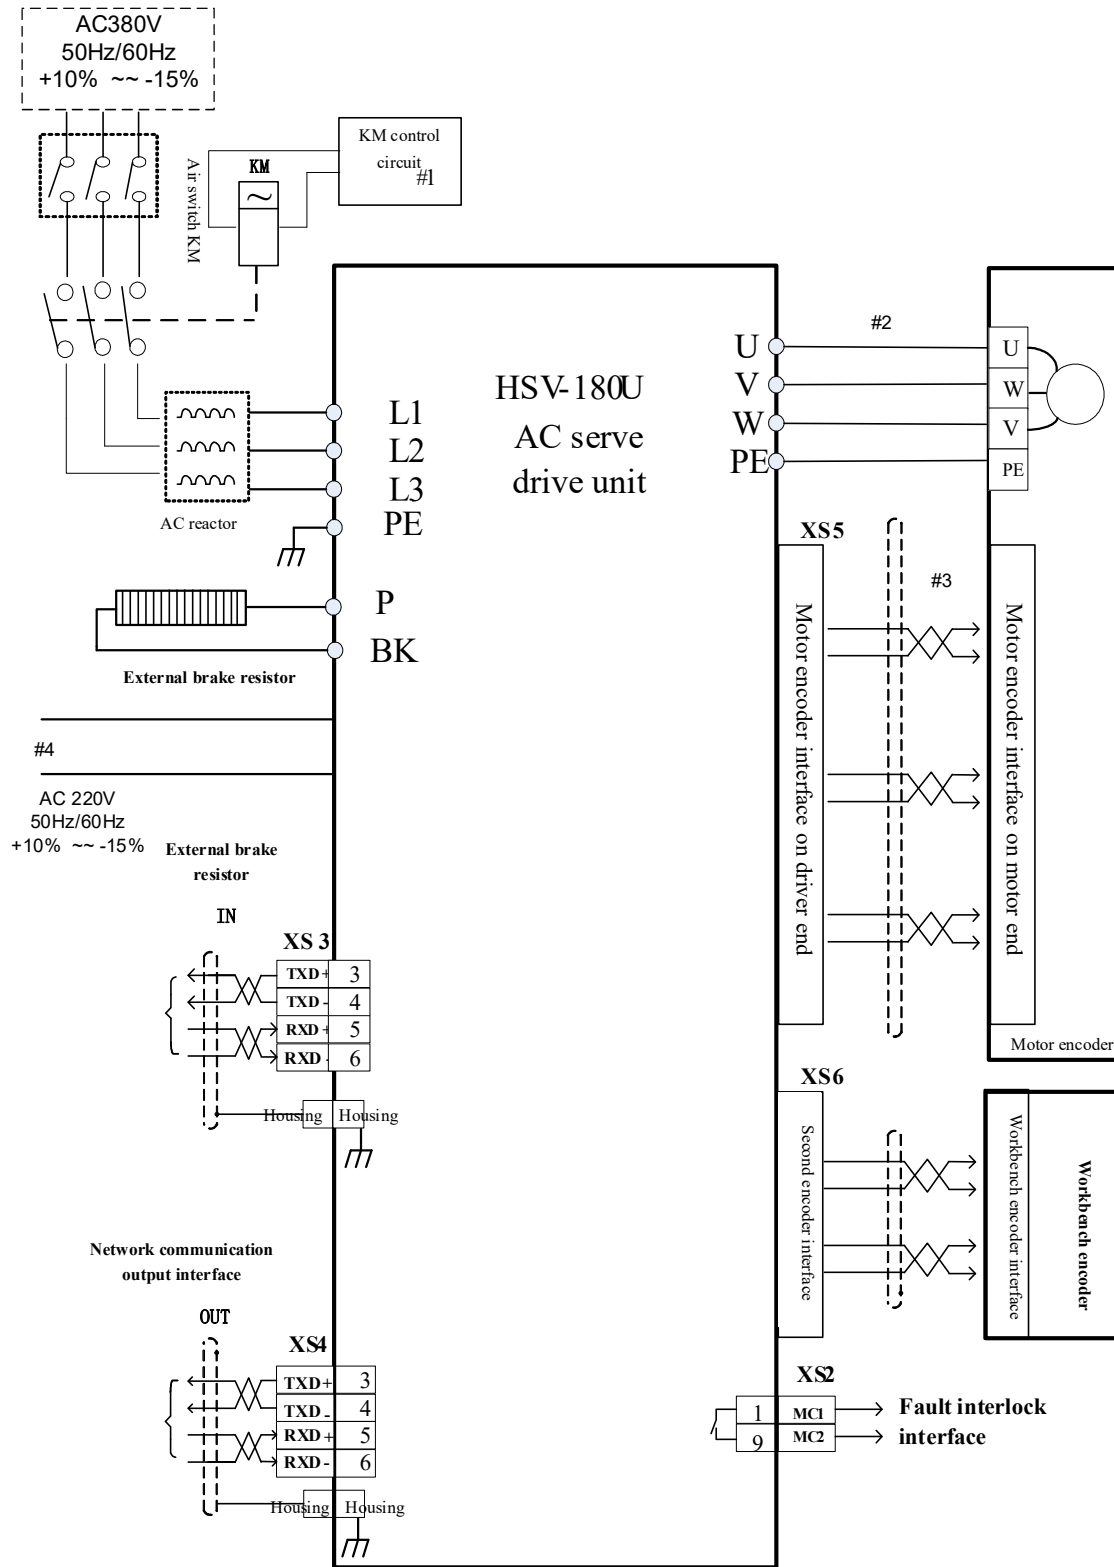 AC380V
50Hz/60Hz
+10% ~~ -15%
Air switch KM
KM
KM control
circuit
#1
HSV-180U
AC serve
drive unit
L1
L2
L3
PE
AC reactor
P
BK
External brake resistor
#4
AC 220V
50Hz/60Hz
+10% ~~ -15%
External brake
resistor
IN
XS 3
TXD+ 3
TXD- 4
RXD+ 5
RXD- 6
Housing Housing
Network communication
output interface
OUT
XS4
TXD+ 3
TXD- 4
RXD+ 5
RXD- 6
Housing Housing
U
V
W
PE
#2
U
W
V
PE
XS5
Motor encoder interface on driver end
#3
Motor encoder interface on motor end
Motor encoder
XS6
Second encoder interface
Workbench encoder interface
Workbench encoder
XS2
1 MC1
9 MC2
Fault interlock
interface